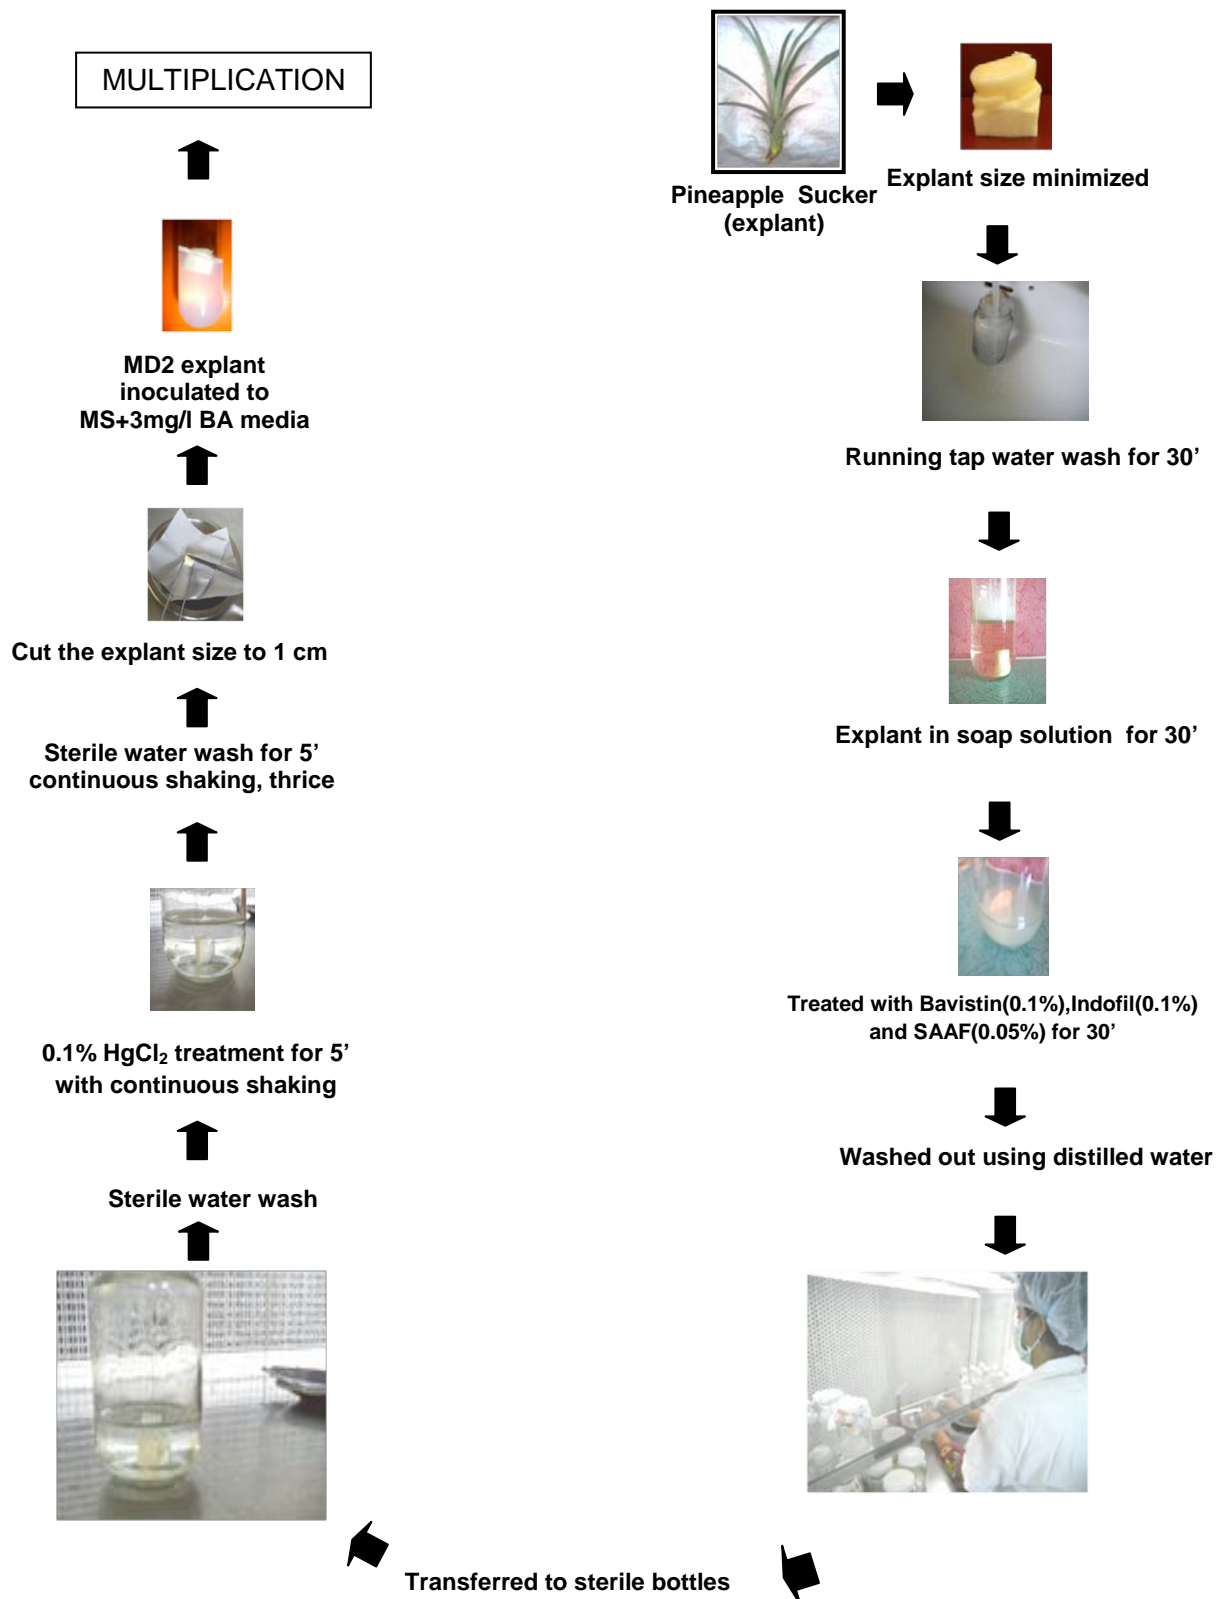 MULTIPLICATION
Pineapple Sucker
(explant)
Explant size minimized
Running tap water wash for 30’
Explant in soap solution for 30’
Treated with Bavistin(0.1%),Indofil(0.1%)
and SAAF(0.05%) for 30’
Washed out using distilled water
Transferred to sterile bottles
Sterile water wash
0.1% HgCl₂ treatment for 5’
with continuous shaking
Sterile water wash for 5’
continuous shaking, thrice
Cut the explant size to 1 cm
MD2 explant
inoculated to
MS+3mg/l BA media